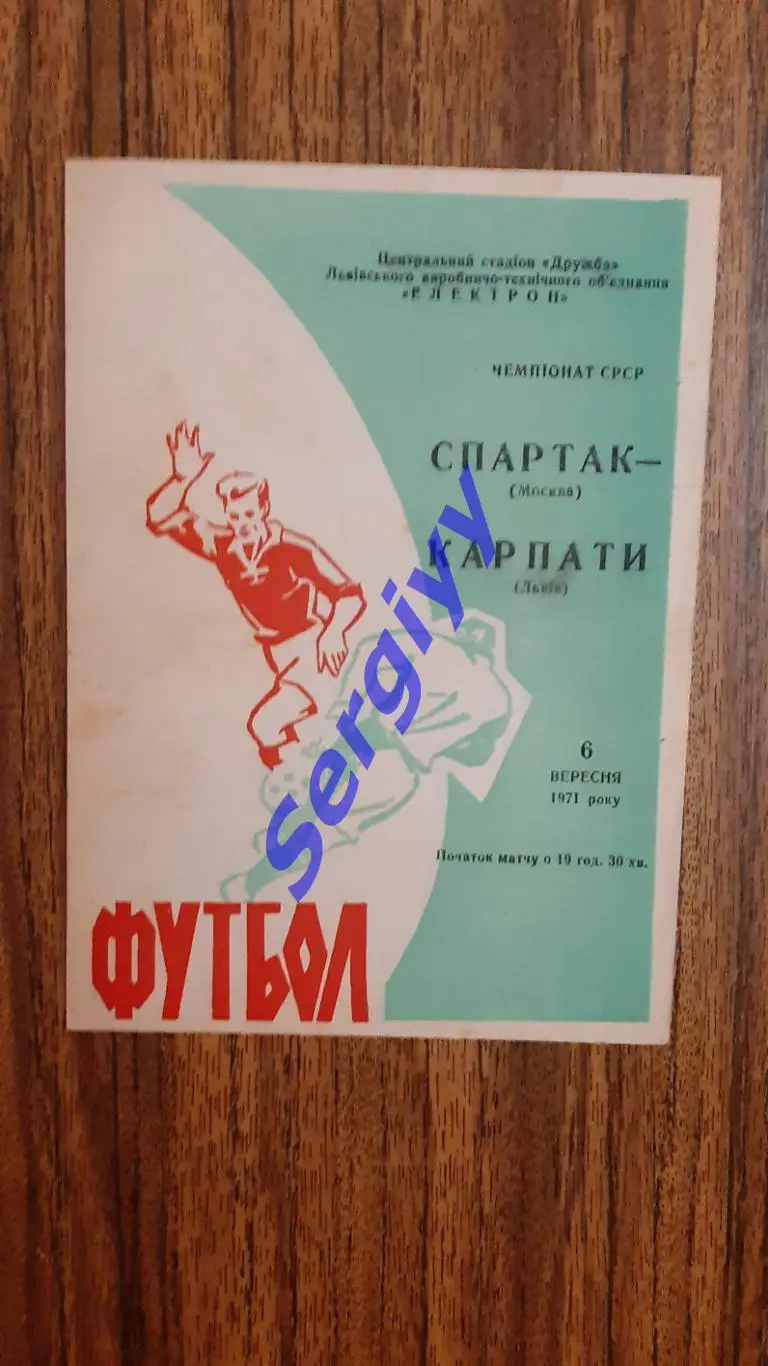 Центральний стадіон «Дружба»
Львівського виробничо-технічного об'єднання
«ЕЛЕКТРОН»
ЧЕМПІОНАТ СРСР
СПАРТАК—
(Москва)
КАРПАТИ
(Львів)
6
ВЕРЕСНЯ
1971 року
Початок матчу о 19 год. 30 хв.
ФУТБОЛ
Sergiyy